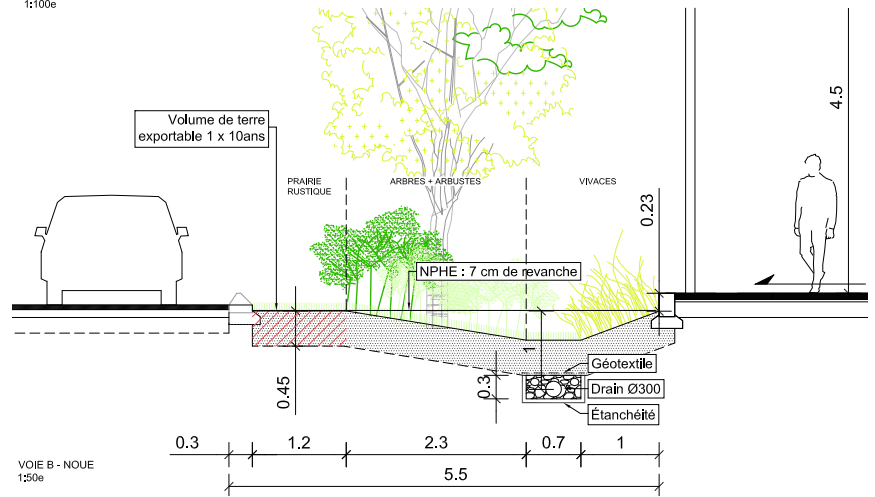 1:100e
Volume de terre
exportable 1 x 10ans
PRAIRIE
RUSTIQUE
ARBRES + ARBUSTES
VIVACES
4.5
0.23
NPHE : 7 cm de revanche
1
0.45
0.3
Géotextile
Drain Ø300
Étanchéité
0.3
1.2
2.3
0.7
1
5.5
VOIE B - NOUE
1:50e